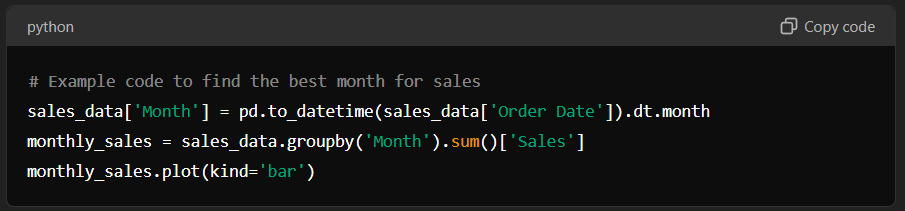 python
Copy code
# Example code to find the best month for sales
sales_data['Month'] = pd.to_datetime(sales_data['Order Date']).dt.month
monthly_sales = sales_data.groupby('Month').sum()['Sales']
monthly_sales.plot(kind='bar')